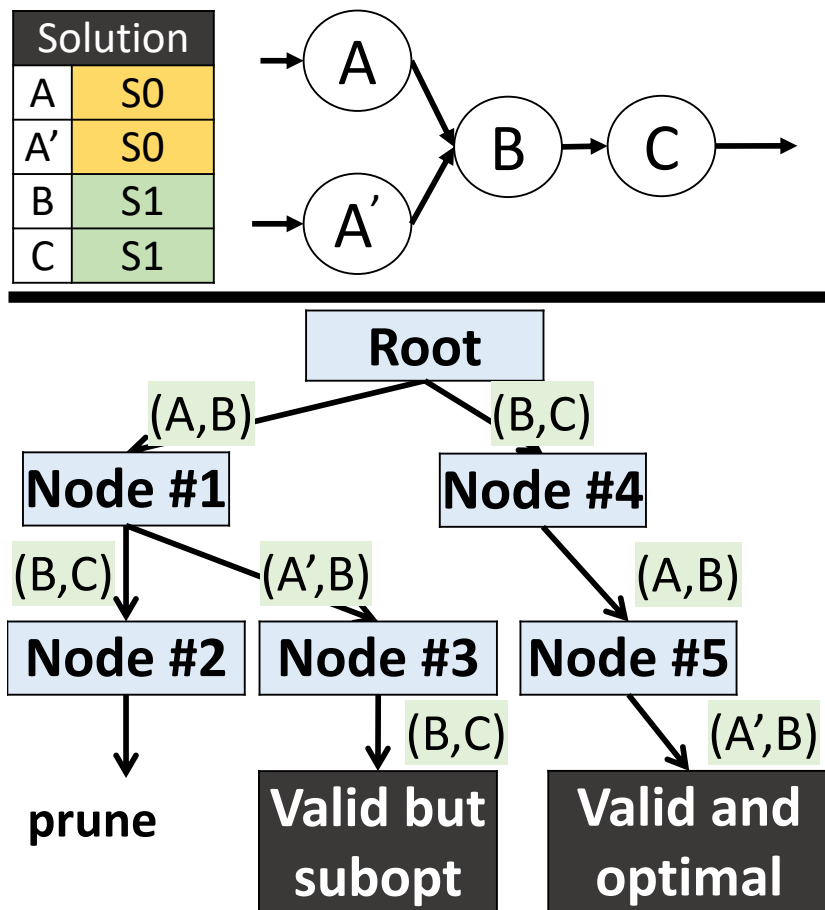 Solution
A S0
A' S0
B S1
C S1
A
B
C
A'
Root
(A,B)
(B,C)
Node #1
Node #4
(B,C)
(A',B)
(A,B)
Node #2
Node #3
Node #5
(B,C)
(A',B)
prune
Valid but
subopt
Valid and
optimal